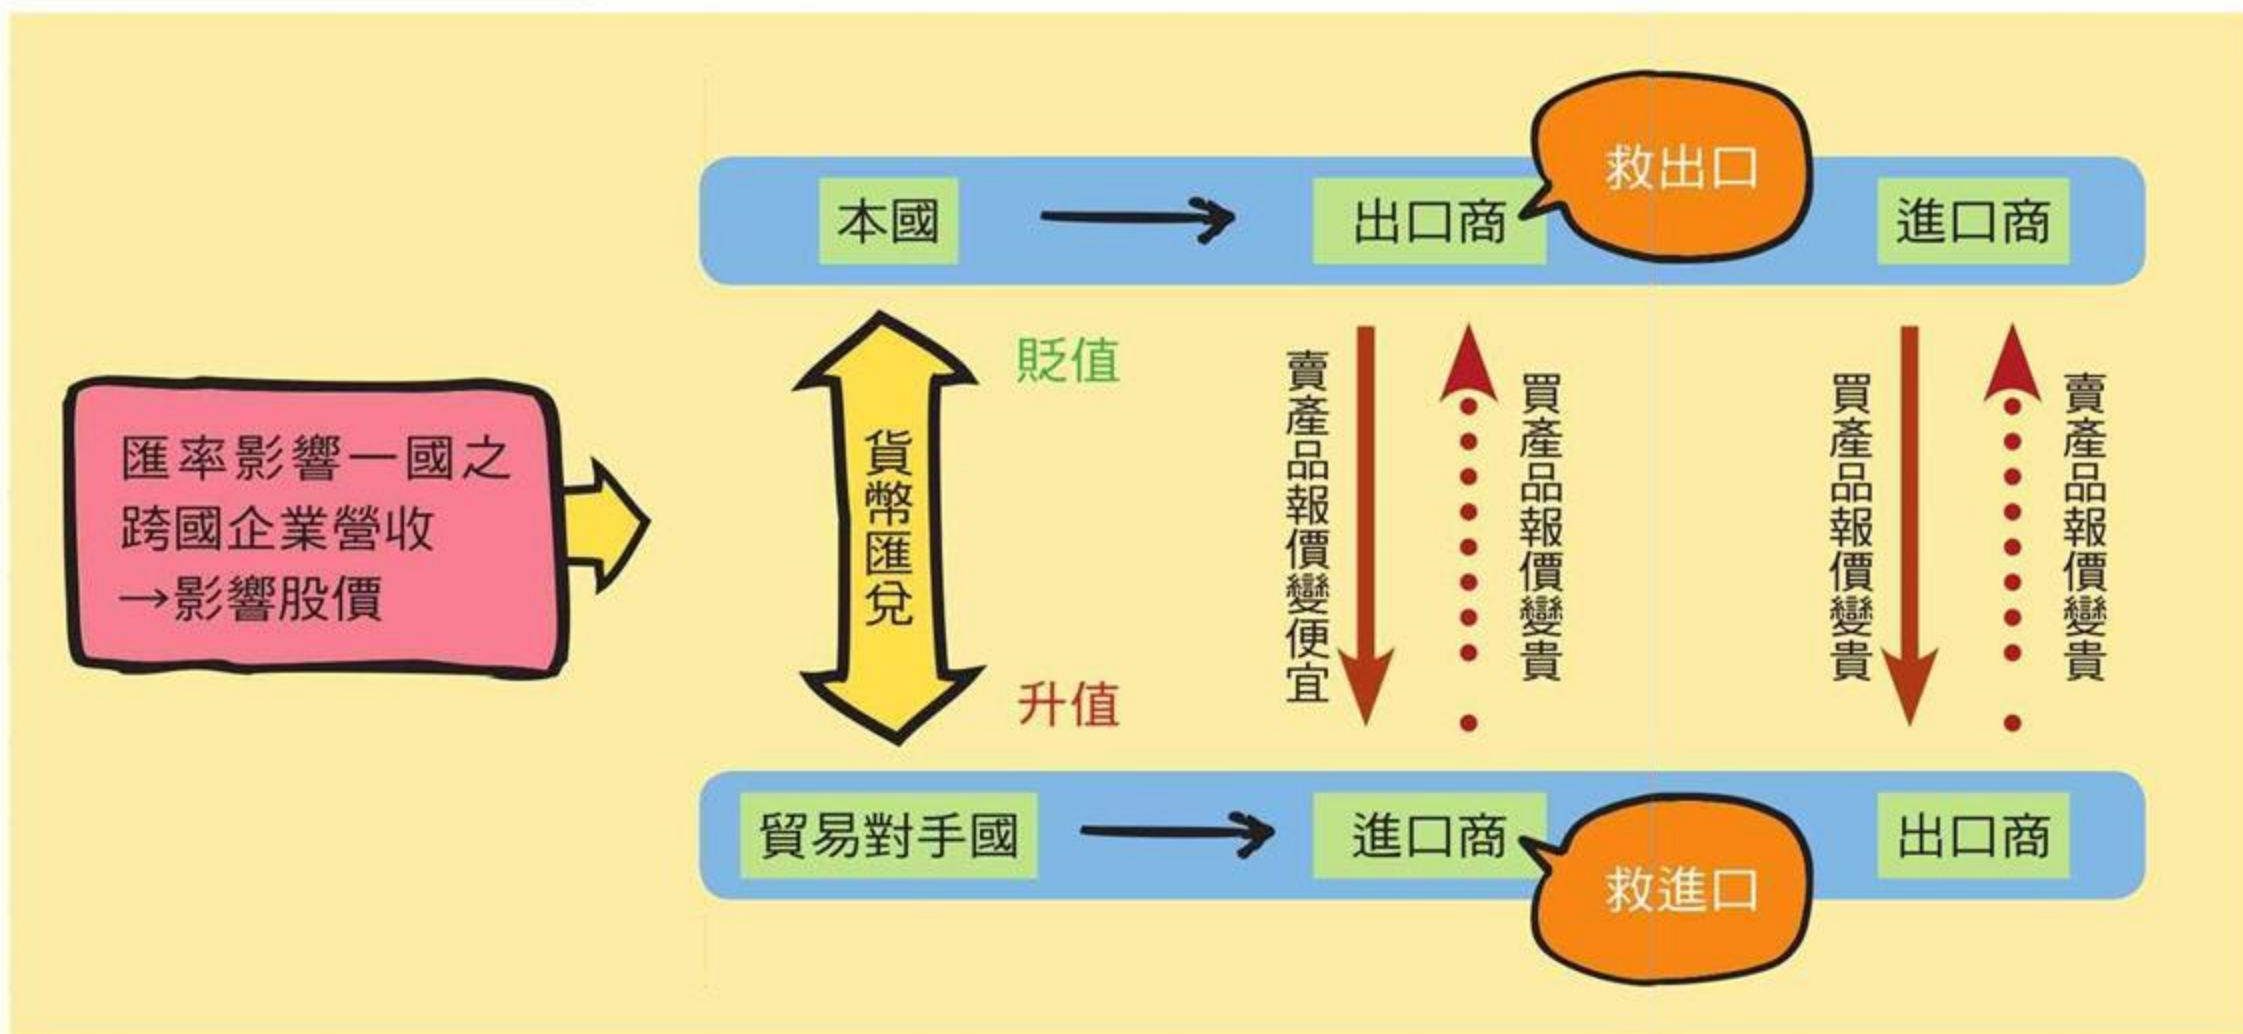 匯率影響一國之
跨國企業營收
→影響股價
本國
出口商
救出口
進口商
貨幣匯兌
貶值
升值
賣產品報價變便宜
買產品報價變貴
買產品報價變貴
賣產品報價變貴
貿易對手國
進口商
救進口
出口商